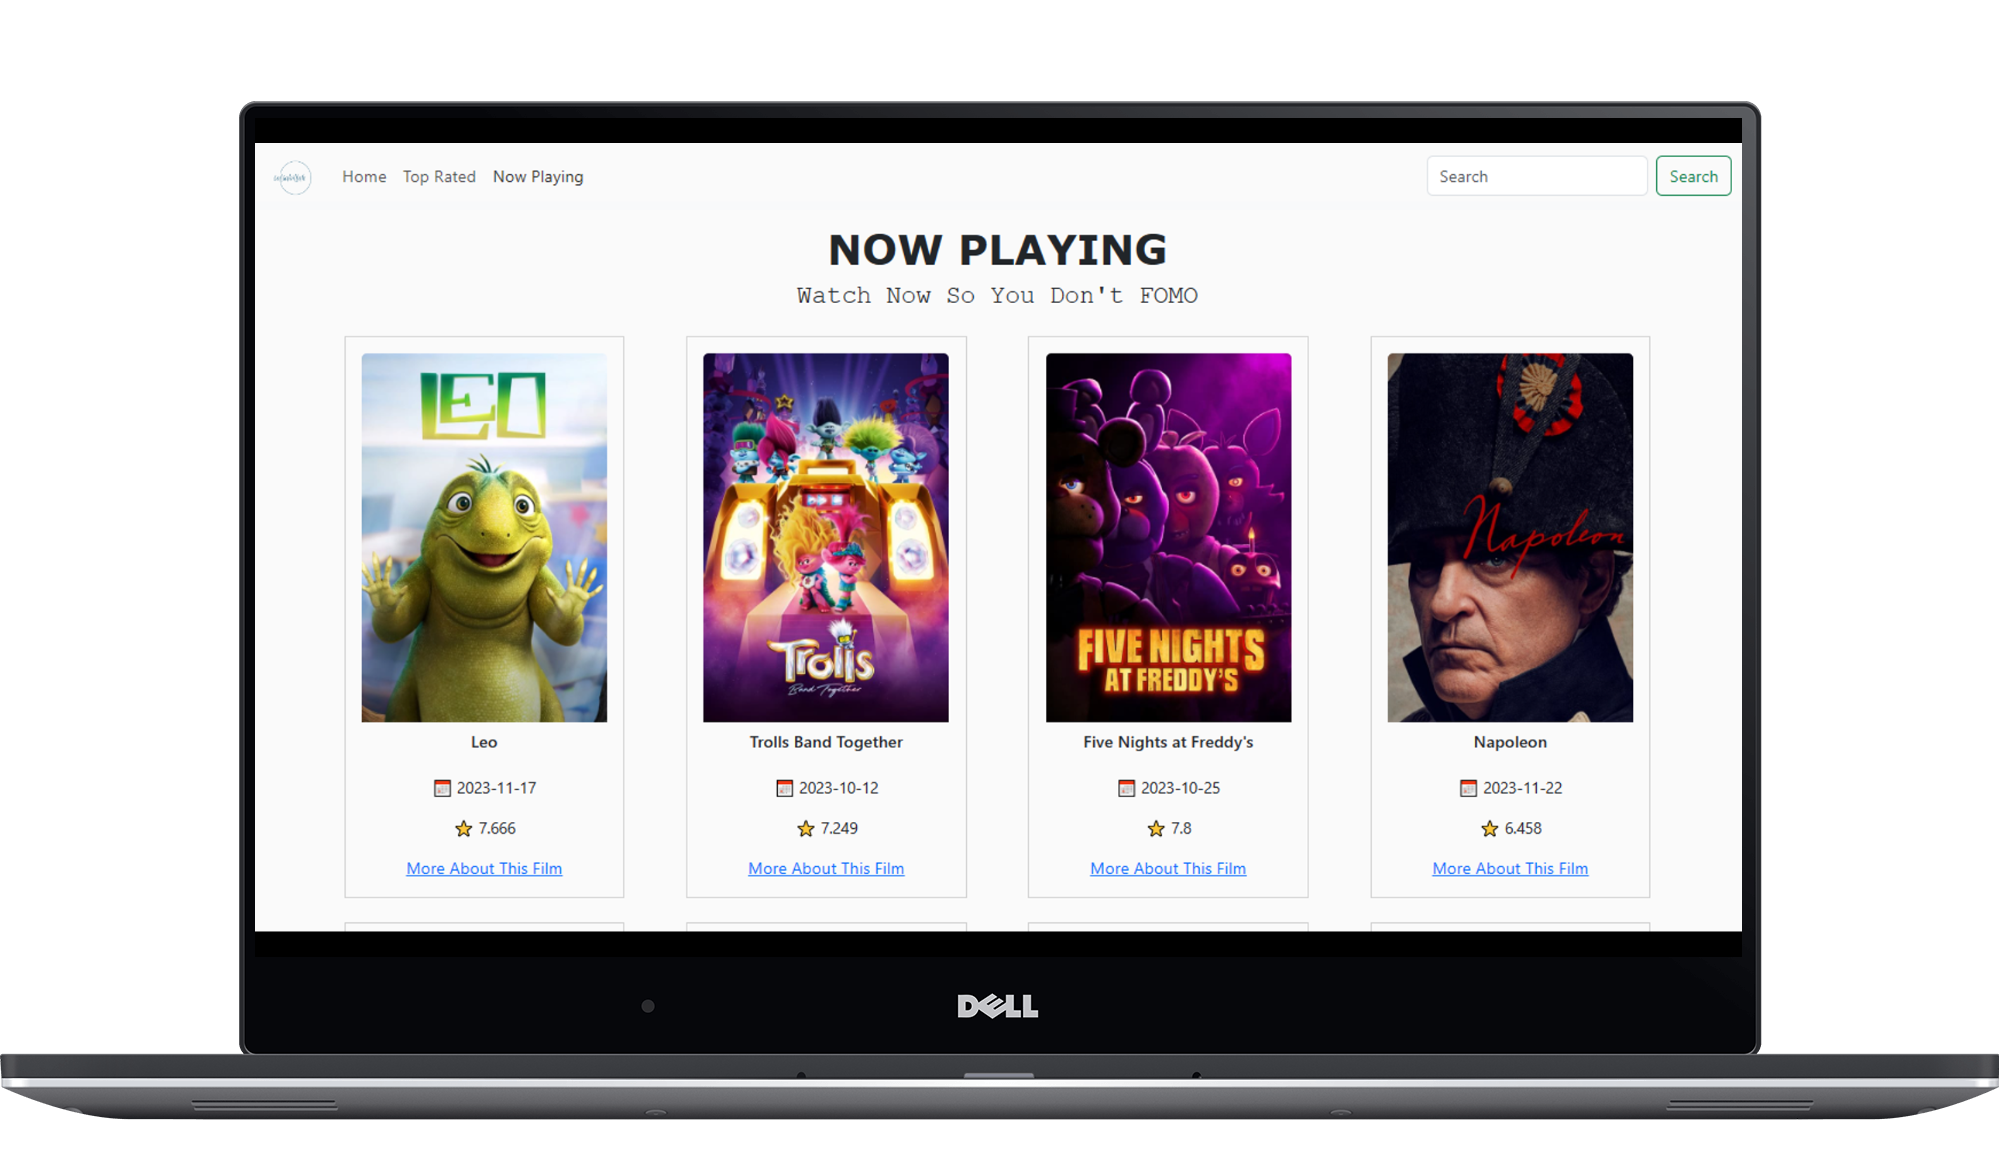 Home Top Rated Now Playing Search Search
NOW PLAYING
Watch Now So You Don't FOMO
LEO
Trolls
Band Together
FIVE NIGHTS
AT FREDDY'S
Napoleon
Leo
Trolls Band Together
Five Nights at Freddy's
Napoleon
2023-11-17
2023-10-12
2023-10-25
2023-11-22
7.666
7.249
7.8
6.458
More About This Film
More About This Film
More About This Film
More About This Film
DELL